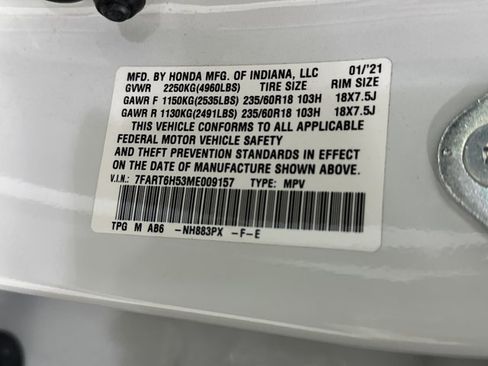 MFD. BY HONDA MFG. OF INDIANA, LLC 01/'21
GVWR 2250KG(4960LBS) TIRE SIZE RIM SIZE
GAWR F 1150KG(2535LBS) 235/60R18 103H 18X7.5J
GAWR R 1130KG(2491LBS) 235/60R18 103H 18X7.5J
THIS VEHICLE CONFORMS TO ALL APPLICABLE
FEDERAL MOTOR VEHICLE SAFETY
AND THEFT PREVENTION STANDARDS IN EFFECT
ON THE DATE OF MANUFACTURE SHOWN ABOVE.
V.I.N.: 7FART6H53ME009157 TYPE: MPV
TPG M AB6 -NH883PX -F-E